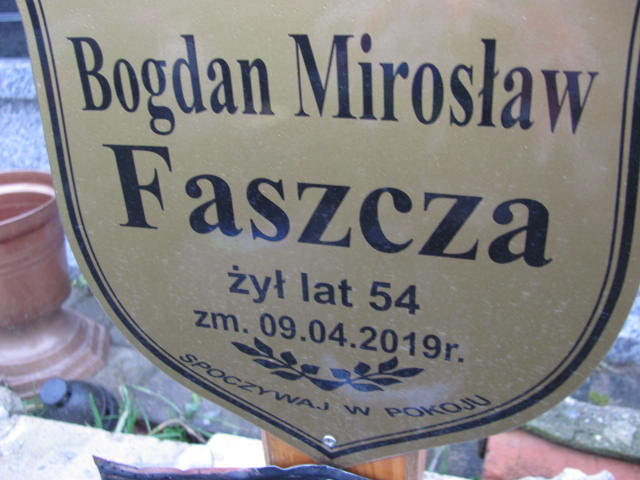 Bogdan Mirosław
Faszcza
żył lat 54
zm. 09.04.2019r.
SPOCZYWAJ W POKOJU